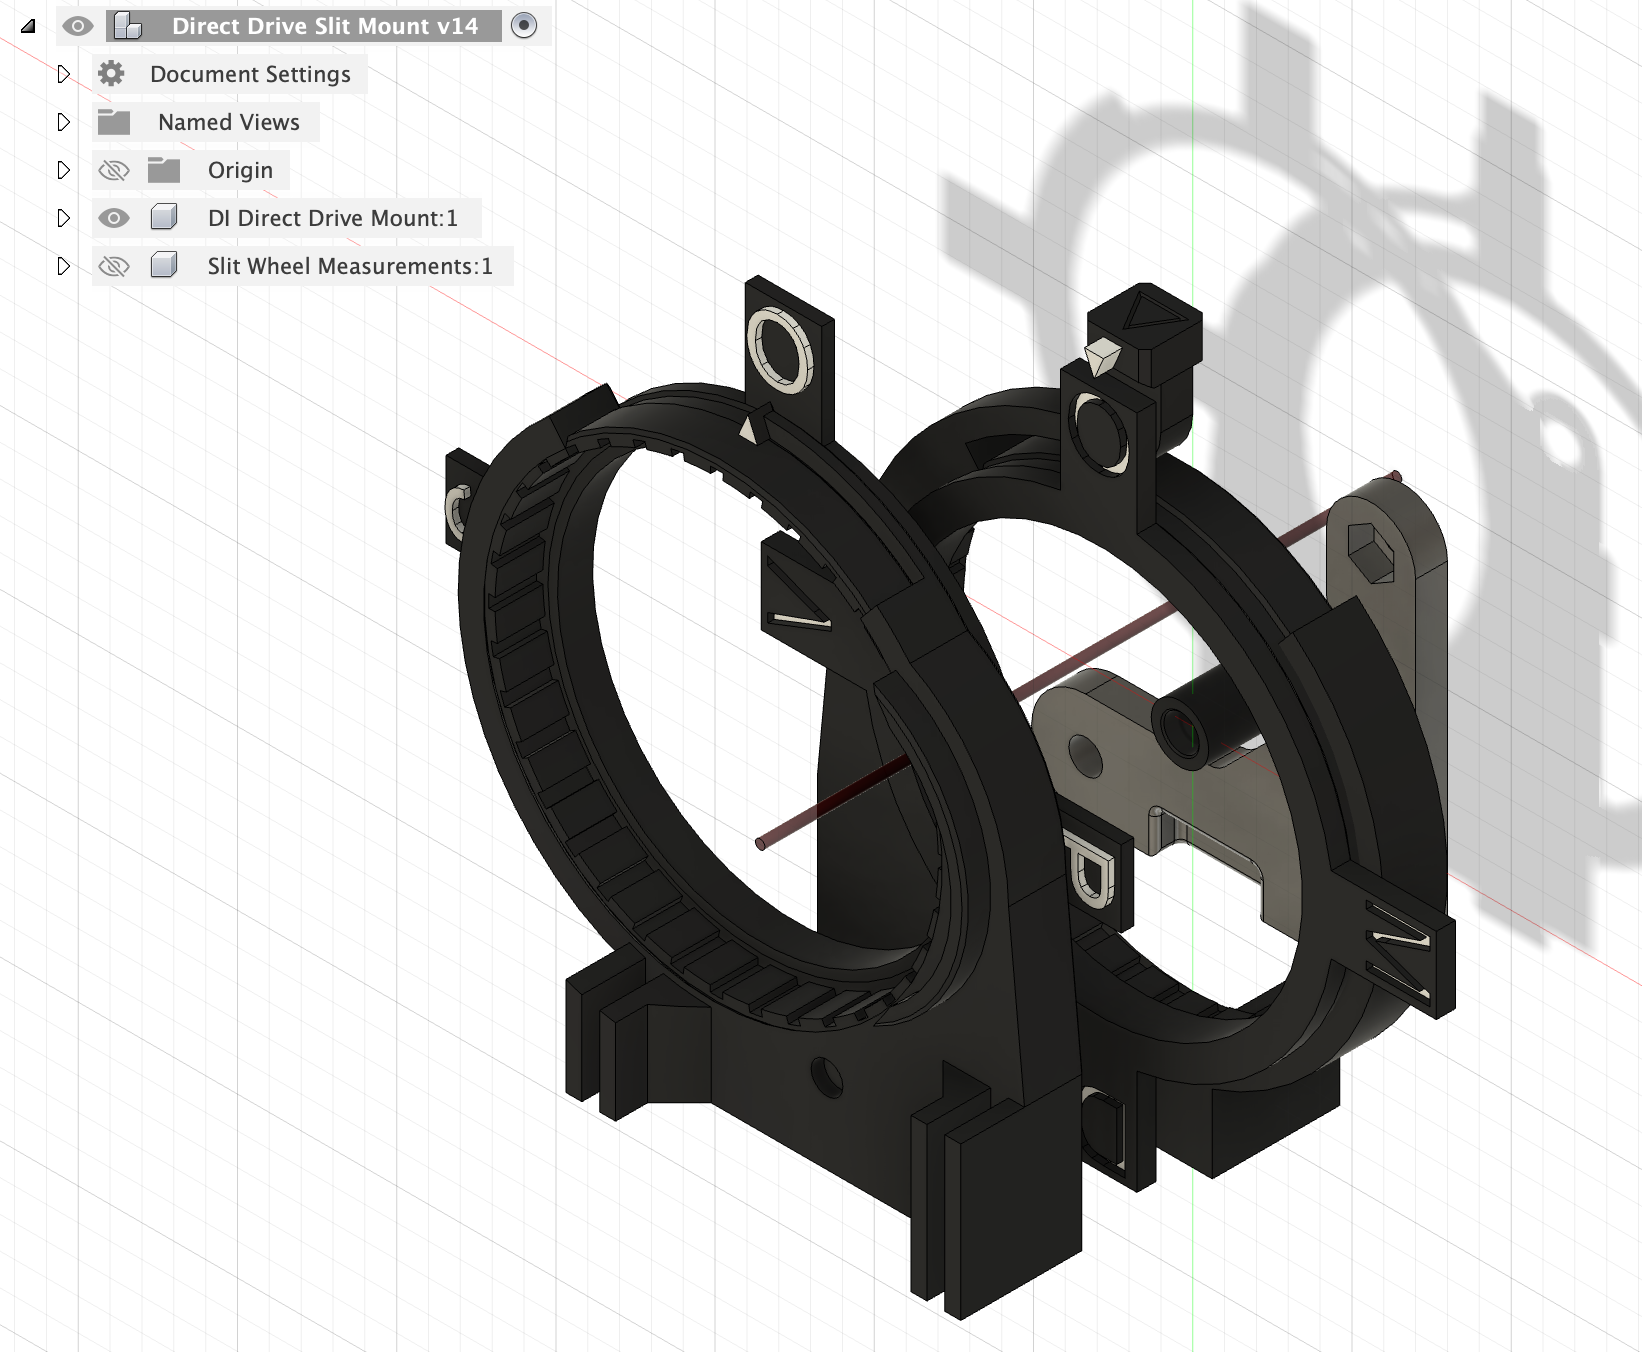 Direct Drive Slit Mount v14
Document Settings
Named Views
Origin
DI Direct Drive Mount:1
Slit Wheel Measurements:1
O
D